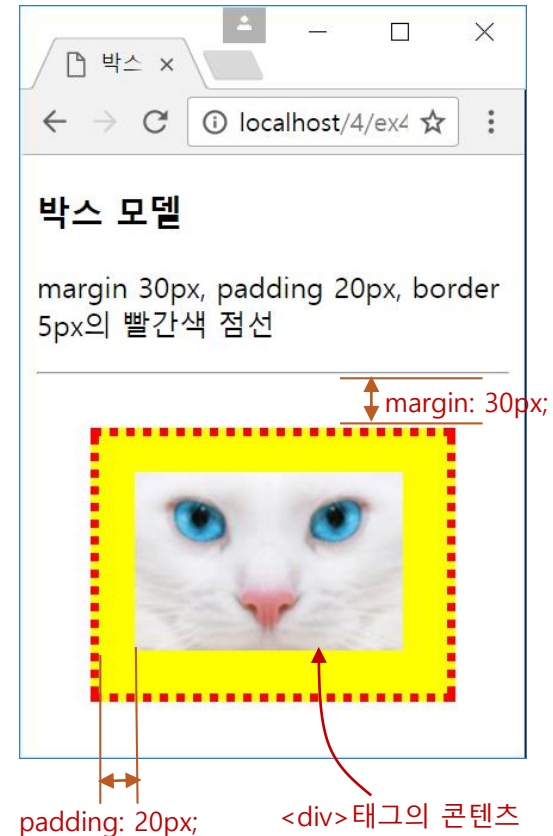 박스
localhost/4/ex4
박스 모델
margin 30px, padding 20px, border
5px의 빨간색 점선
margin: 30px;
padding: 20px;
<div>태그의 콘텐츠